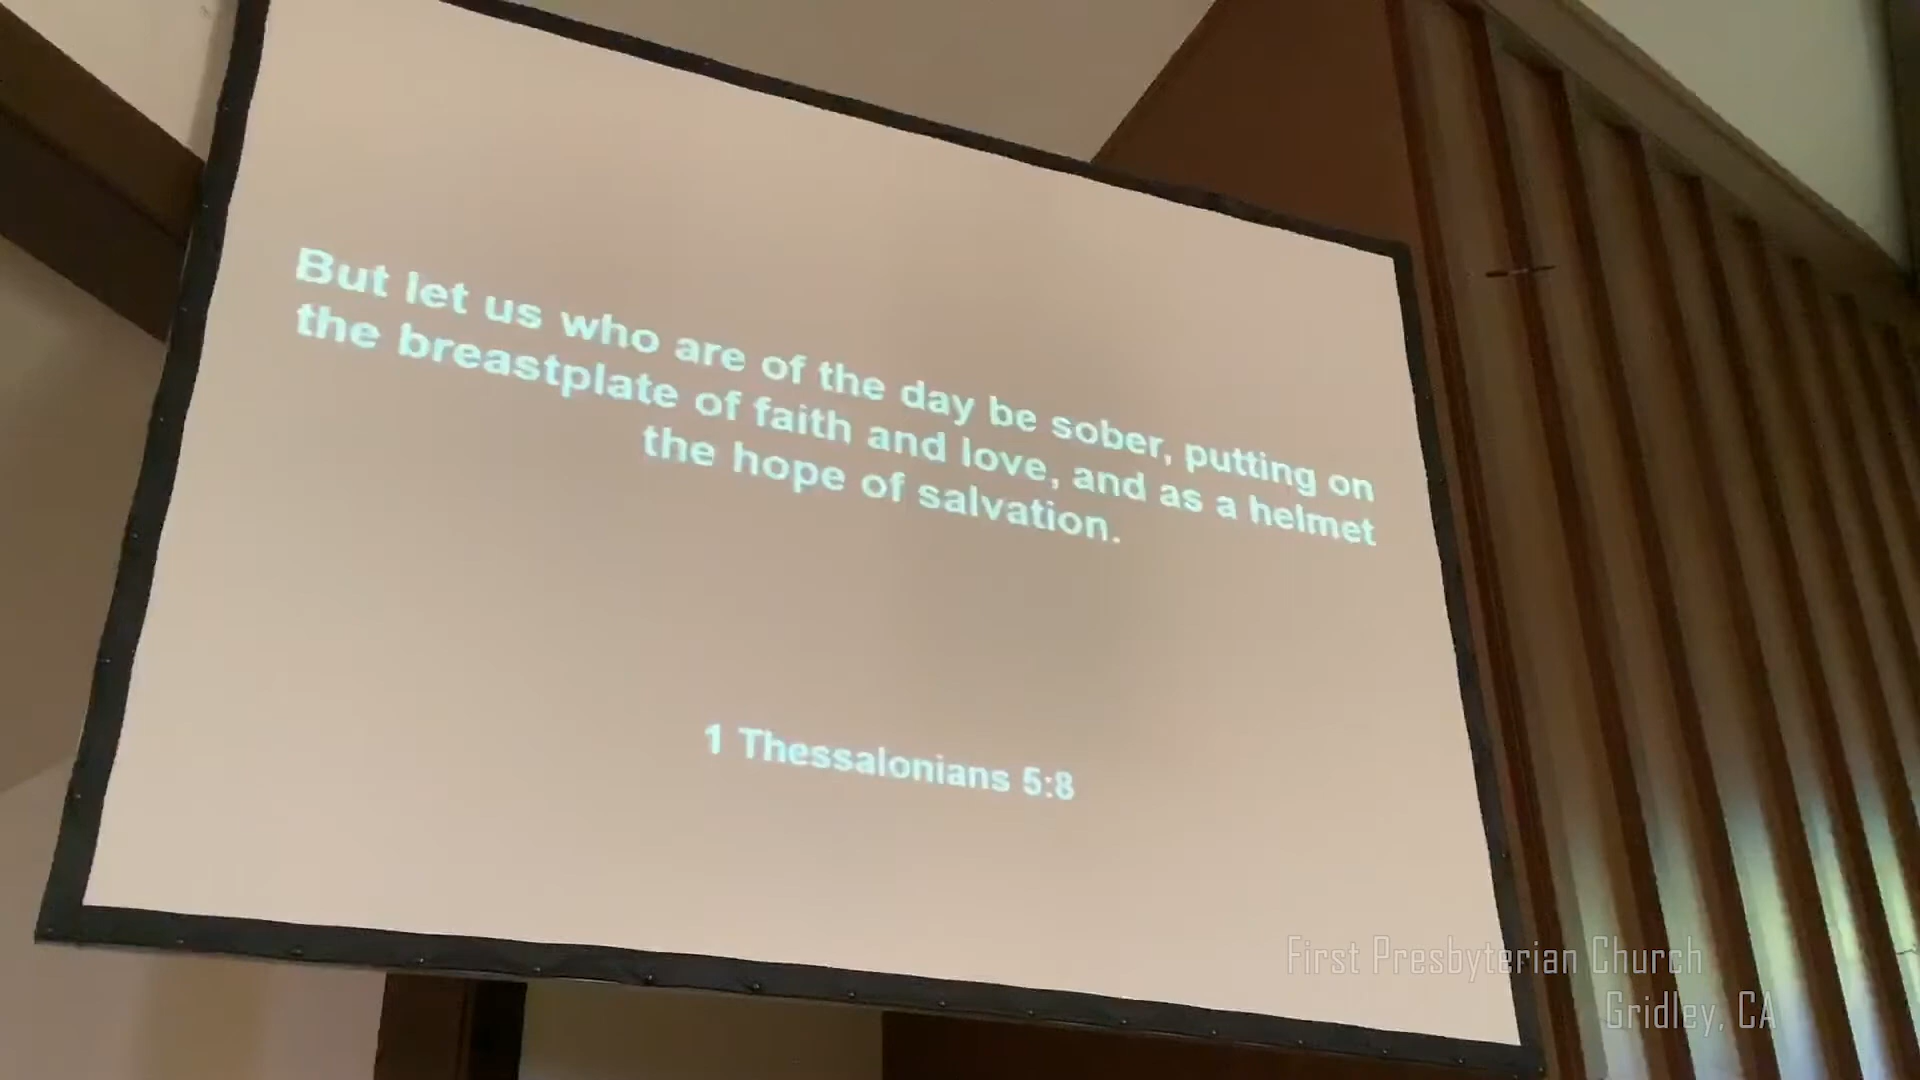 But let us who are of the day be sober, putting on
the breastplate of faith and love, and as a helmet
the hope of salvation.
1 Thessalonians 5:8
First Presbyterian Church
Gridley, CA